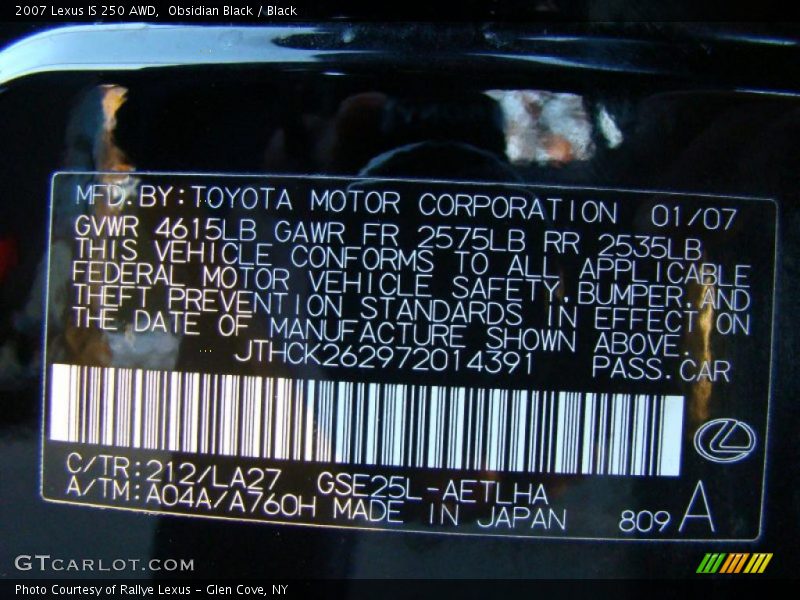 2007 Lexus IS 250 AWD,  Obsidian Black / Black
MFD.BY:TOYOTA MOTOR CORPORATION  01/07
GVWR 4615LB GAWR FR 2575LB RR 2535LB
THIS VEHICLE CONFORMS TO ALL APPLICABLE
FEDERAL MOTOR VEHICLE SAFETY,BUMPER,AND
THEFT PREVENTION STANDARDS IN EFFECT ON
THE DATE OF MANUFACTURE SHOWN ABOVE.
JTHCK262972014391  PASS.CAR
C/TR:212/LA27  GSE25L-AETLHA
A/TM:A04A/A760H MADE IN JAPAN  809 A
GTCARLOT.COM
Photo Courtesy of Rallye Lexus - Glen Cove, NY